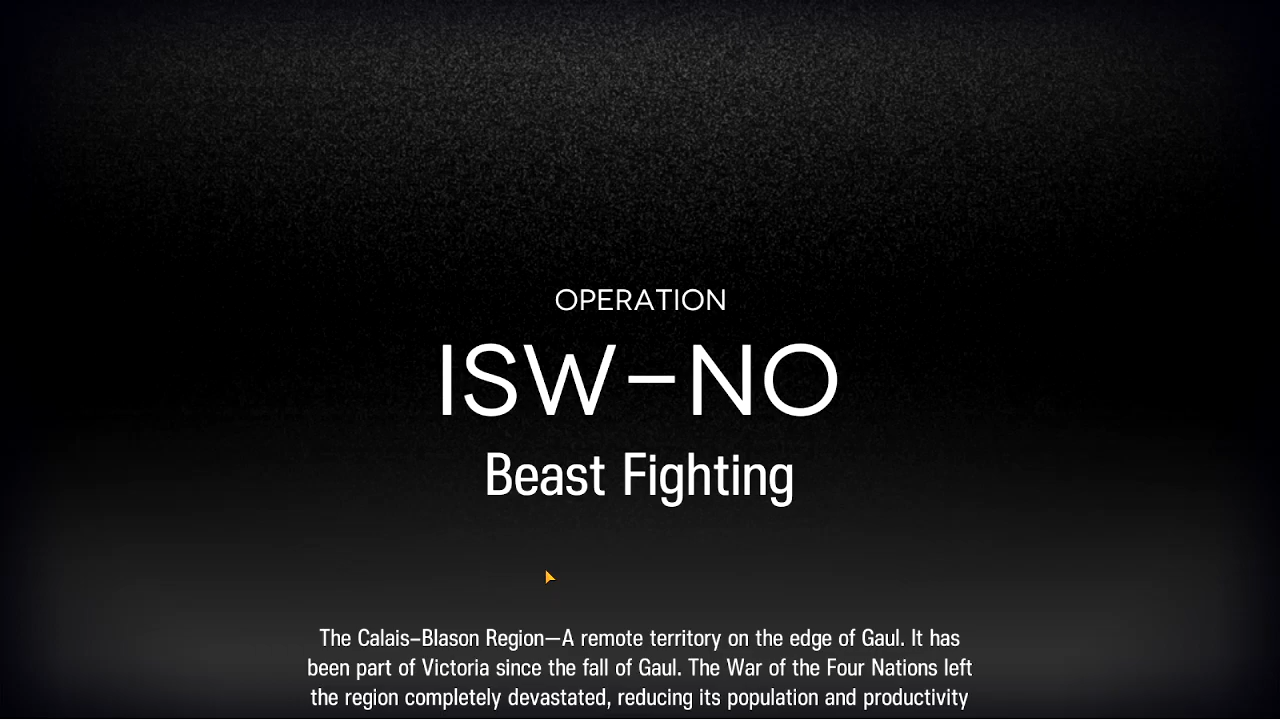 OPERATION
ISW-NO
Beast Fighting
The Calais-Blason Region—A remote territory on the edge of Gaul. It has
been part of Victoria since the fall of Gaul. The War of the Four Nations left
the region completely devastated, reducing its population and productivity